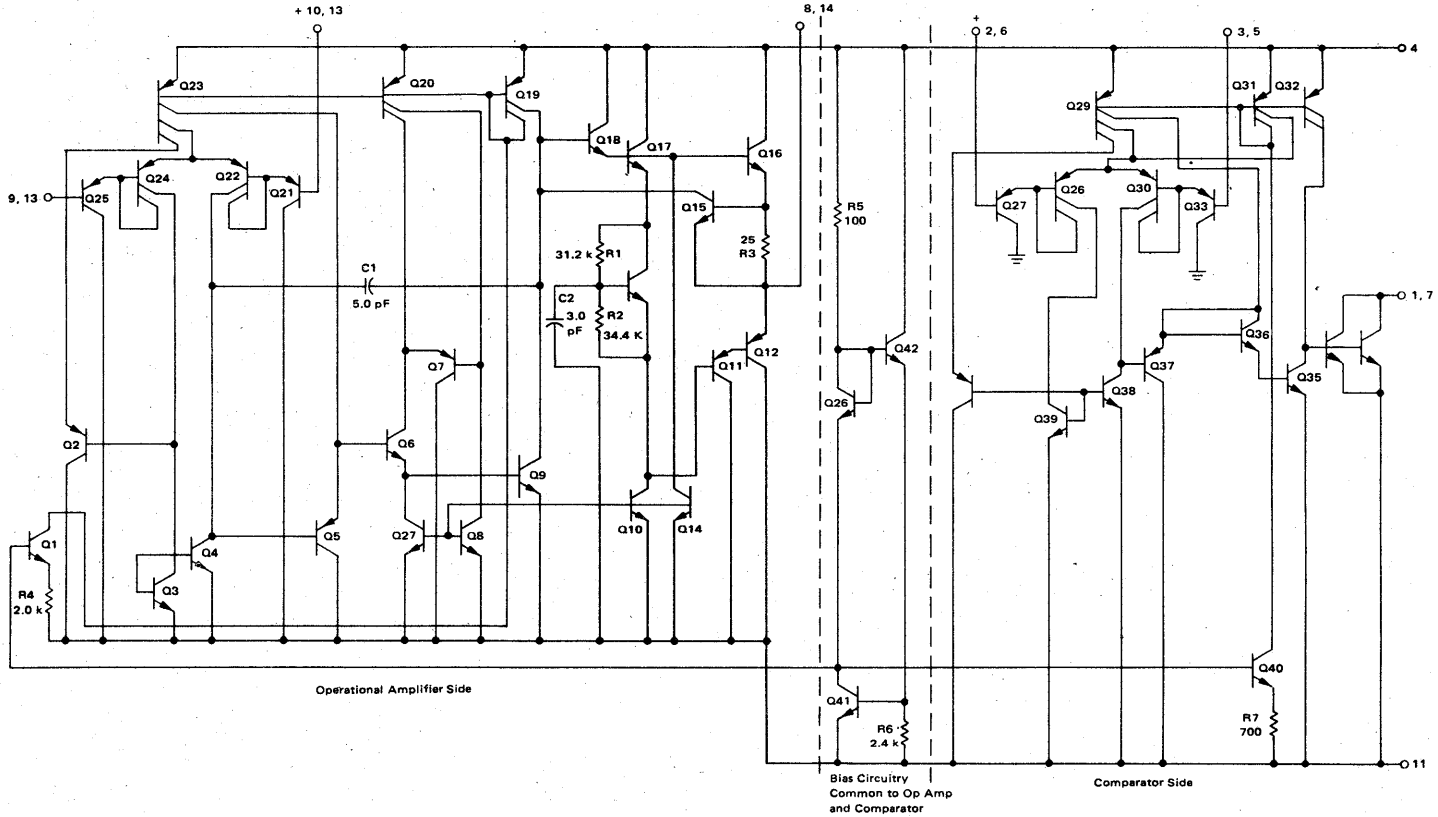 + 10, 13
8, 14
+
2, 6
3, 5
4
Q23
Q20
Q19
Q18
Q17
Q16
Q29
Q31
Q32
9, 13
Q25
Q24
Q22
Q21
Q15
R5
100
Q27
Q26
Q30
Q33
31.2 k
R1
25
R3
C1
5.0 pF
C2
3.0
pF
R2
34.4 K
1, 7
Q7
Q11
Q12
Q42
Q36
Q37
Q35
Q26
Q38
Q39
Q2
Q6
Q9
Q1
Q4
Q5
Q27
Q8
Q10
Q14
R4
2.0 k
Q3
Q40
Operational Amplifier Side
Q41
R6
2.4 k
R7
700
11
Bias Circuitry
Common to Op Amp
and Comparator
Comparator Side